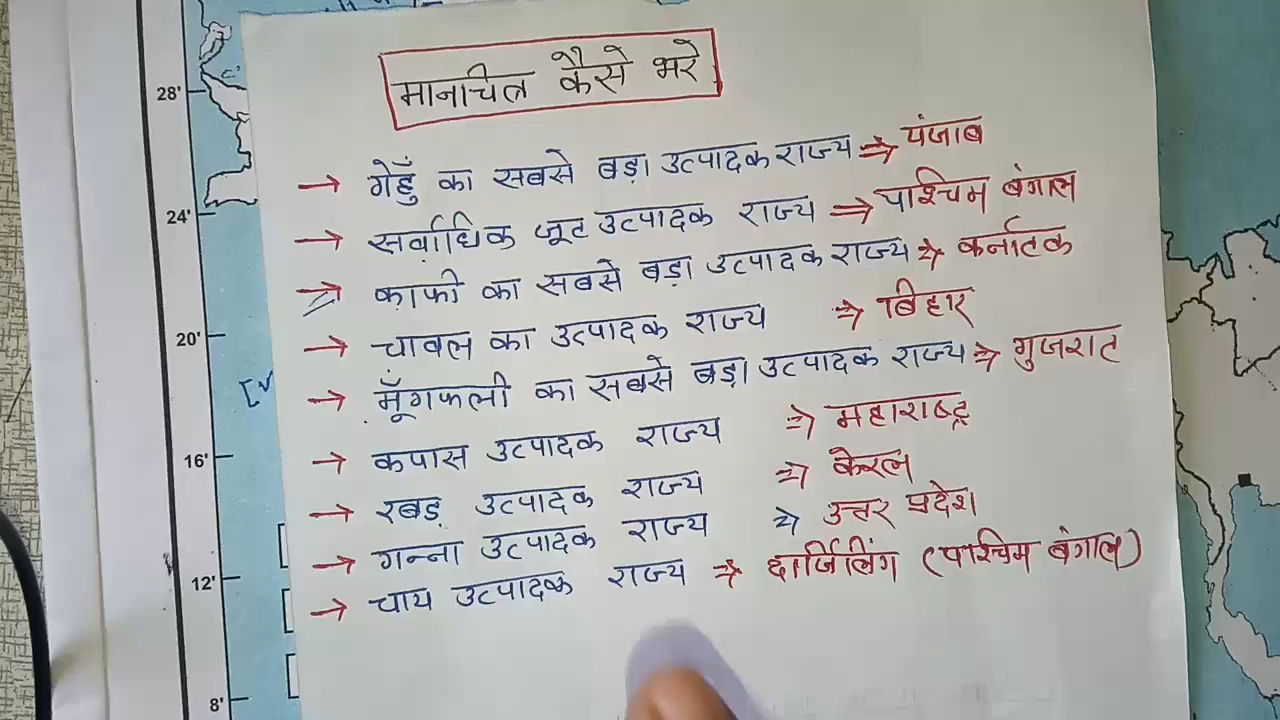 मानचित्र कैसे भरे
28'
→ गेहुँ का सबसे बड़ा उत्पादक राज्य ⇒ पंजाब
24'
→ सर्वाधिक जूट उत्पादक राज्य ⇒ पश्चिम बंगाल
→ काफी का सबसे बड़ा उत्पादक राज्य ⇒ कर्नाटक
20'
→ चावल का उत्पादक राज्य ⇒ बिहार
→ मूँगफली का सबसे बड़ा उत्पादक राज्य ⇒ गुजरात
16'
→ कपास उत्पादक राज्य ⇒ महाराष्ट्र
→ रबड़ उत्पादक राज्य ⇒ केरल
→ गन्ना उत्पादक राज्य ⇒ उत्तर प्रदेश
12'
→ चाय उत्पादक राज्य ⇒ दार्जिलिंग (पश्चिम बंगाल)
8'